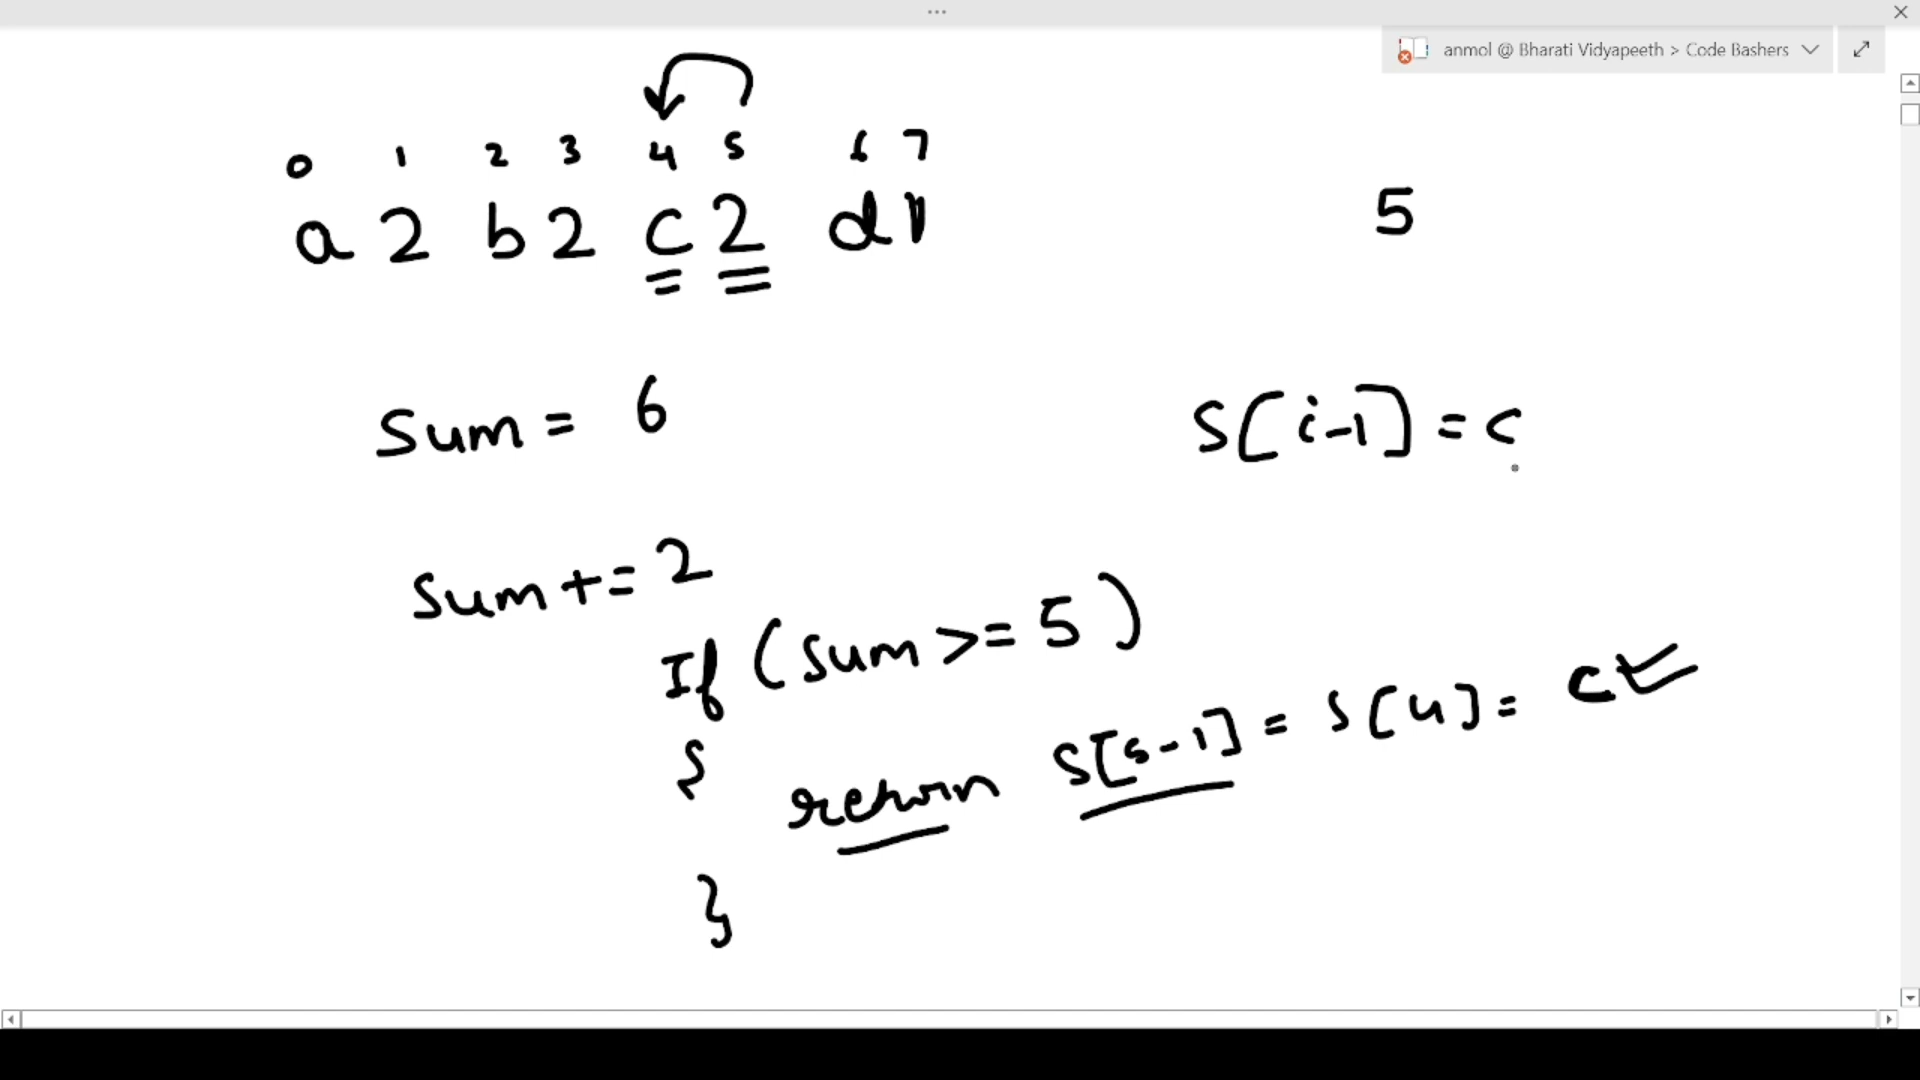 anmol @ Bharati Vidyapeeth > Code Bashers
0 1 2 3 4 5 6 7
a 2 b 2 c 2 d 1
5
Sum = 6
S[i-1] = c
Sum += 2
If (sum >= 5)
{
return S[5-1] = S[4] = c
}